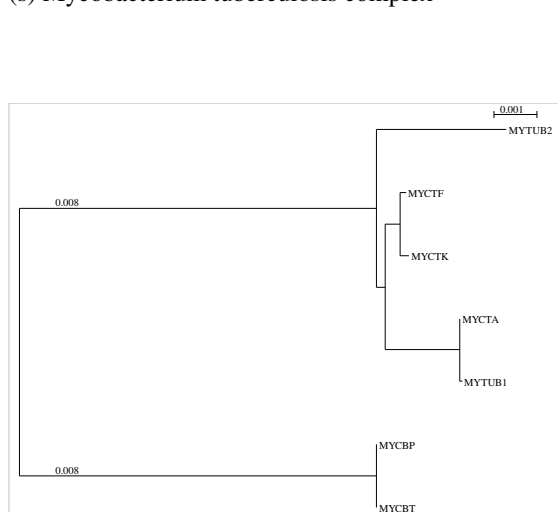 (s) Mycobacterium tuberculosis complex
0.001
MYTUB2
MYCTF
0.008
MYCTK
MYCTA
MYTUB1
MYCBP
0.008
MYCBT